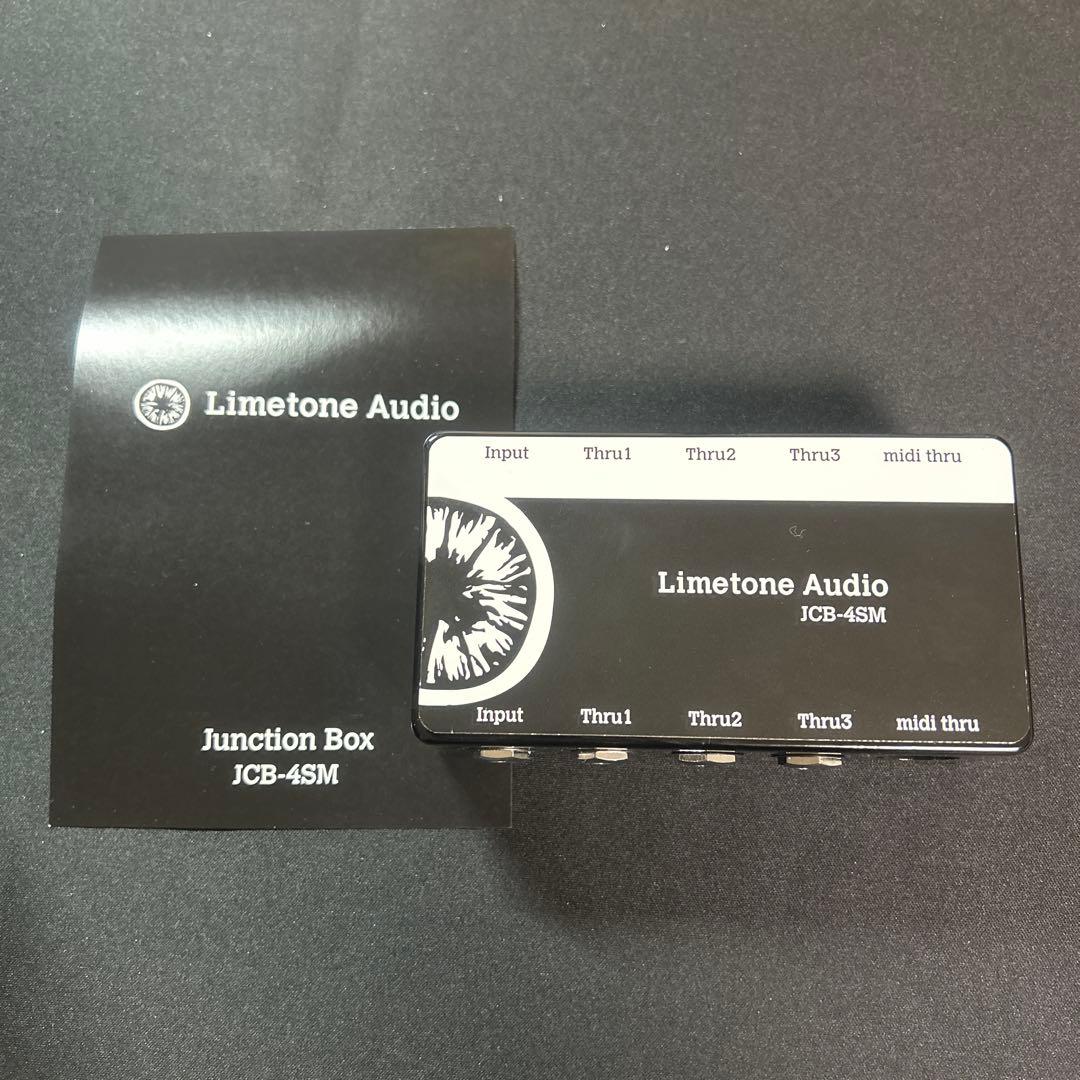 Limetone Audio
Junction Box
JCB-4SM
Input Thru1 Thru2 Thru3 midi thru
Limetone Audio
JCB-4SM
Input Thru1 Thru2 Thru3 midi thru